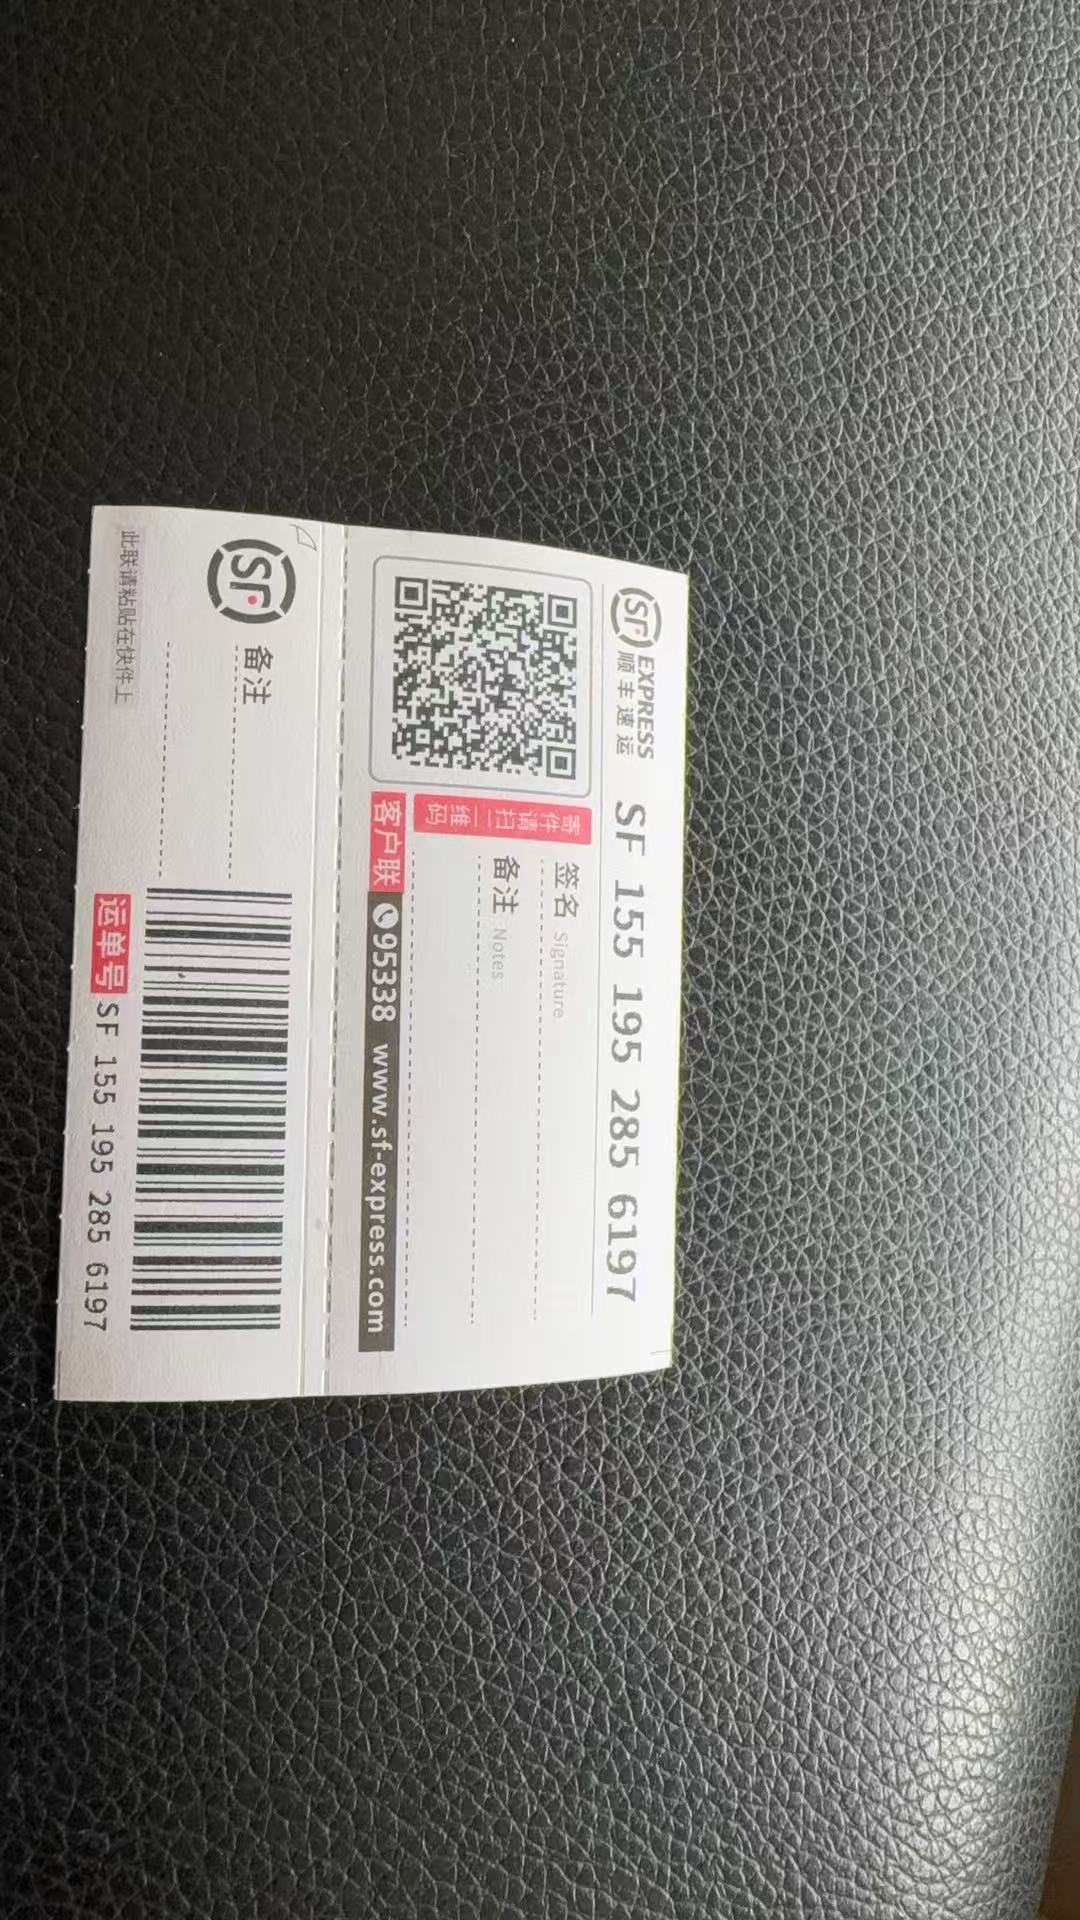 SF EXPRESS
顺丰速运
SF 155 195 285 6197
寄件请扫二维码
签名 Signature
备注 Notes
客户联
95338 www.sf-express.com
SF
备注
此联请粘贴在快件上
运单号 SF 155 195 285 6197